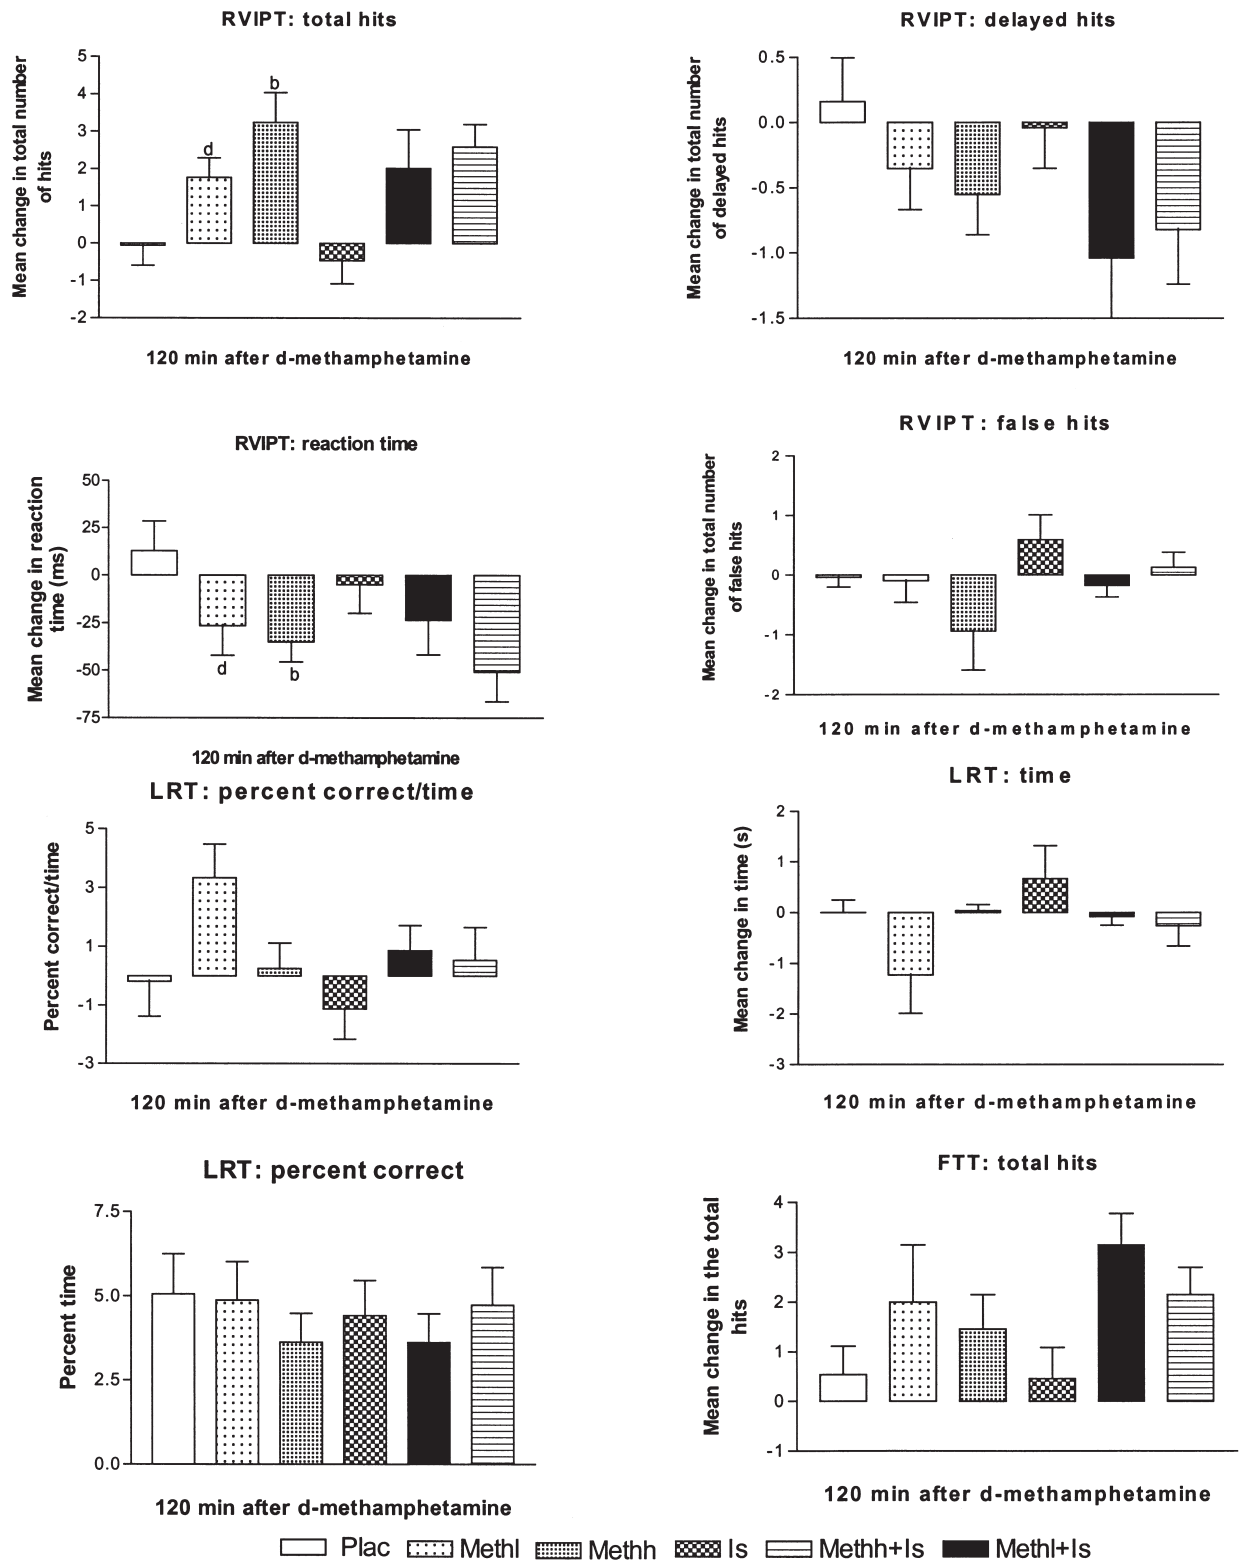 RVIPT: total hits
Mean change in total number
of hits
5
4
3
2
1
0
-1
-2
d
b
120 min after d-methamphetamine
RVIPT: delayed hits
Mean change in total number
of delayed hits
0.5
0.0
-0.5
-1.0
-1.5
120 min after d-methamphetamine
RVIPT: reaction time
Mean change in reaction
time (ms)
50
25
0
-25
-50
-75
d
b
120 min after d-methamphetamine
RVIPT: false hits
Mean change in total number
of false hits
2
1
0
-1
-2
120 min after d-methamphetamine
LRT: percent correct/time
Percent correct/time
5
3
1
-1
-3
120 min after d-methamphetamine
LRT: time
Mean change in time (s)
2
1
0
-1
-2
-3
120 min after d-methamphetamine
LRT: percent correct
Percent time
7.5
5.0
2.5
0.0
120 min after d-methamphetamine
FTT: total hits
Mean change in the total
hits
4
3
2
1
0
-1
120 min after d-methamphetamine
Plac Methl Methh Is Methh+Is Methl+Is